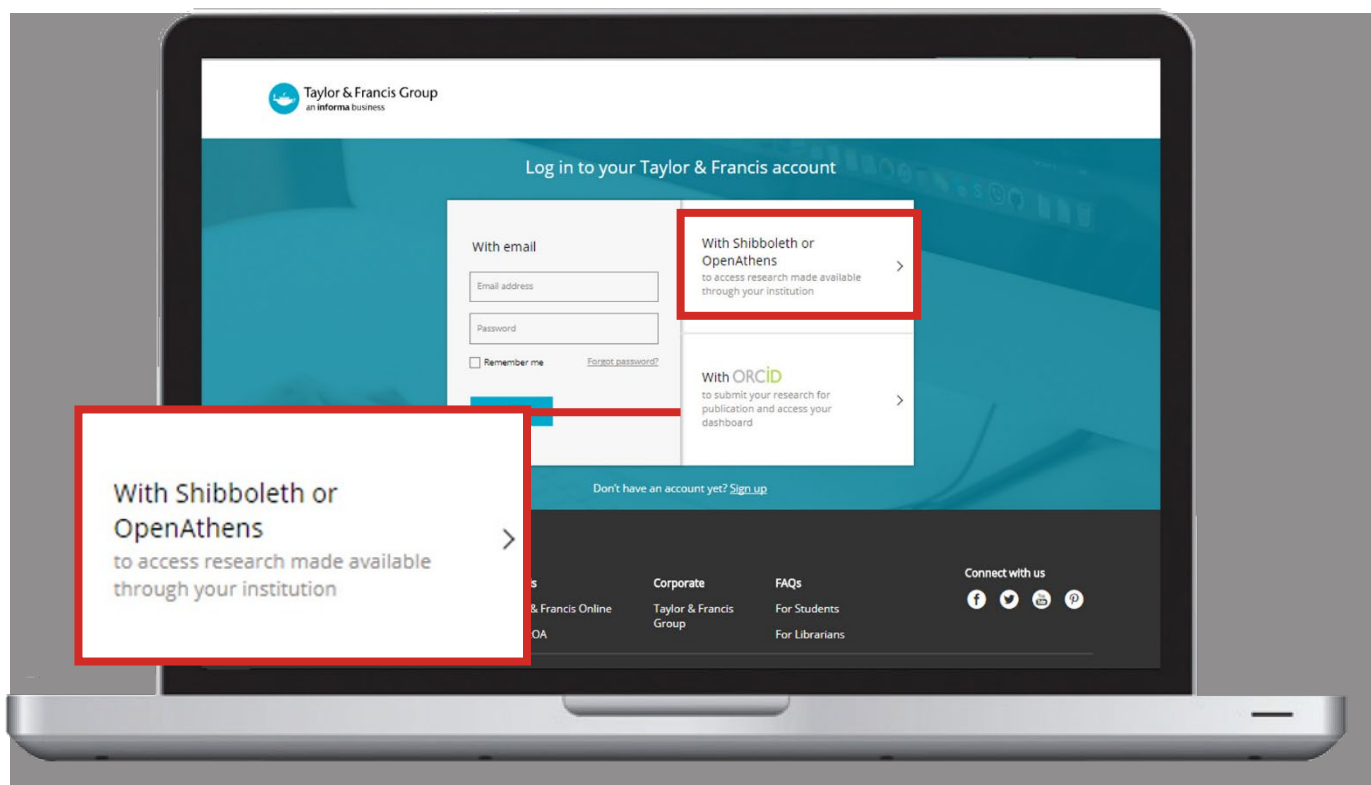 Taylor & Francis Group
an informa business
Log in to your Taylor & Francis account
With email
Email address
Password
Remember me
Forgot password?
With Shibboleth or
OpenAthens
to access research made available
through your institution
With ORCiD
to submit your research for
publication and access your
dashboard
Don't have an account yet? Sign up
With Shibboleth or
OpenAthens
to access research made available
through your institution
& Francis Online
OA
Corporate
Taylor & Francis
Group
FAQs
For Students
For Librarians
Connect with us